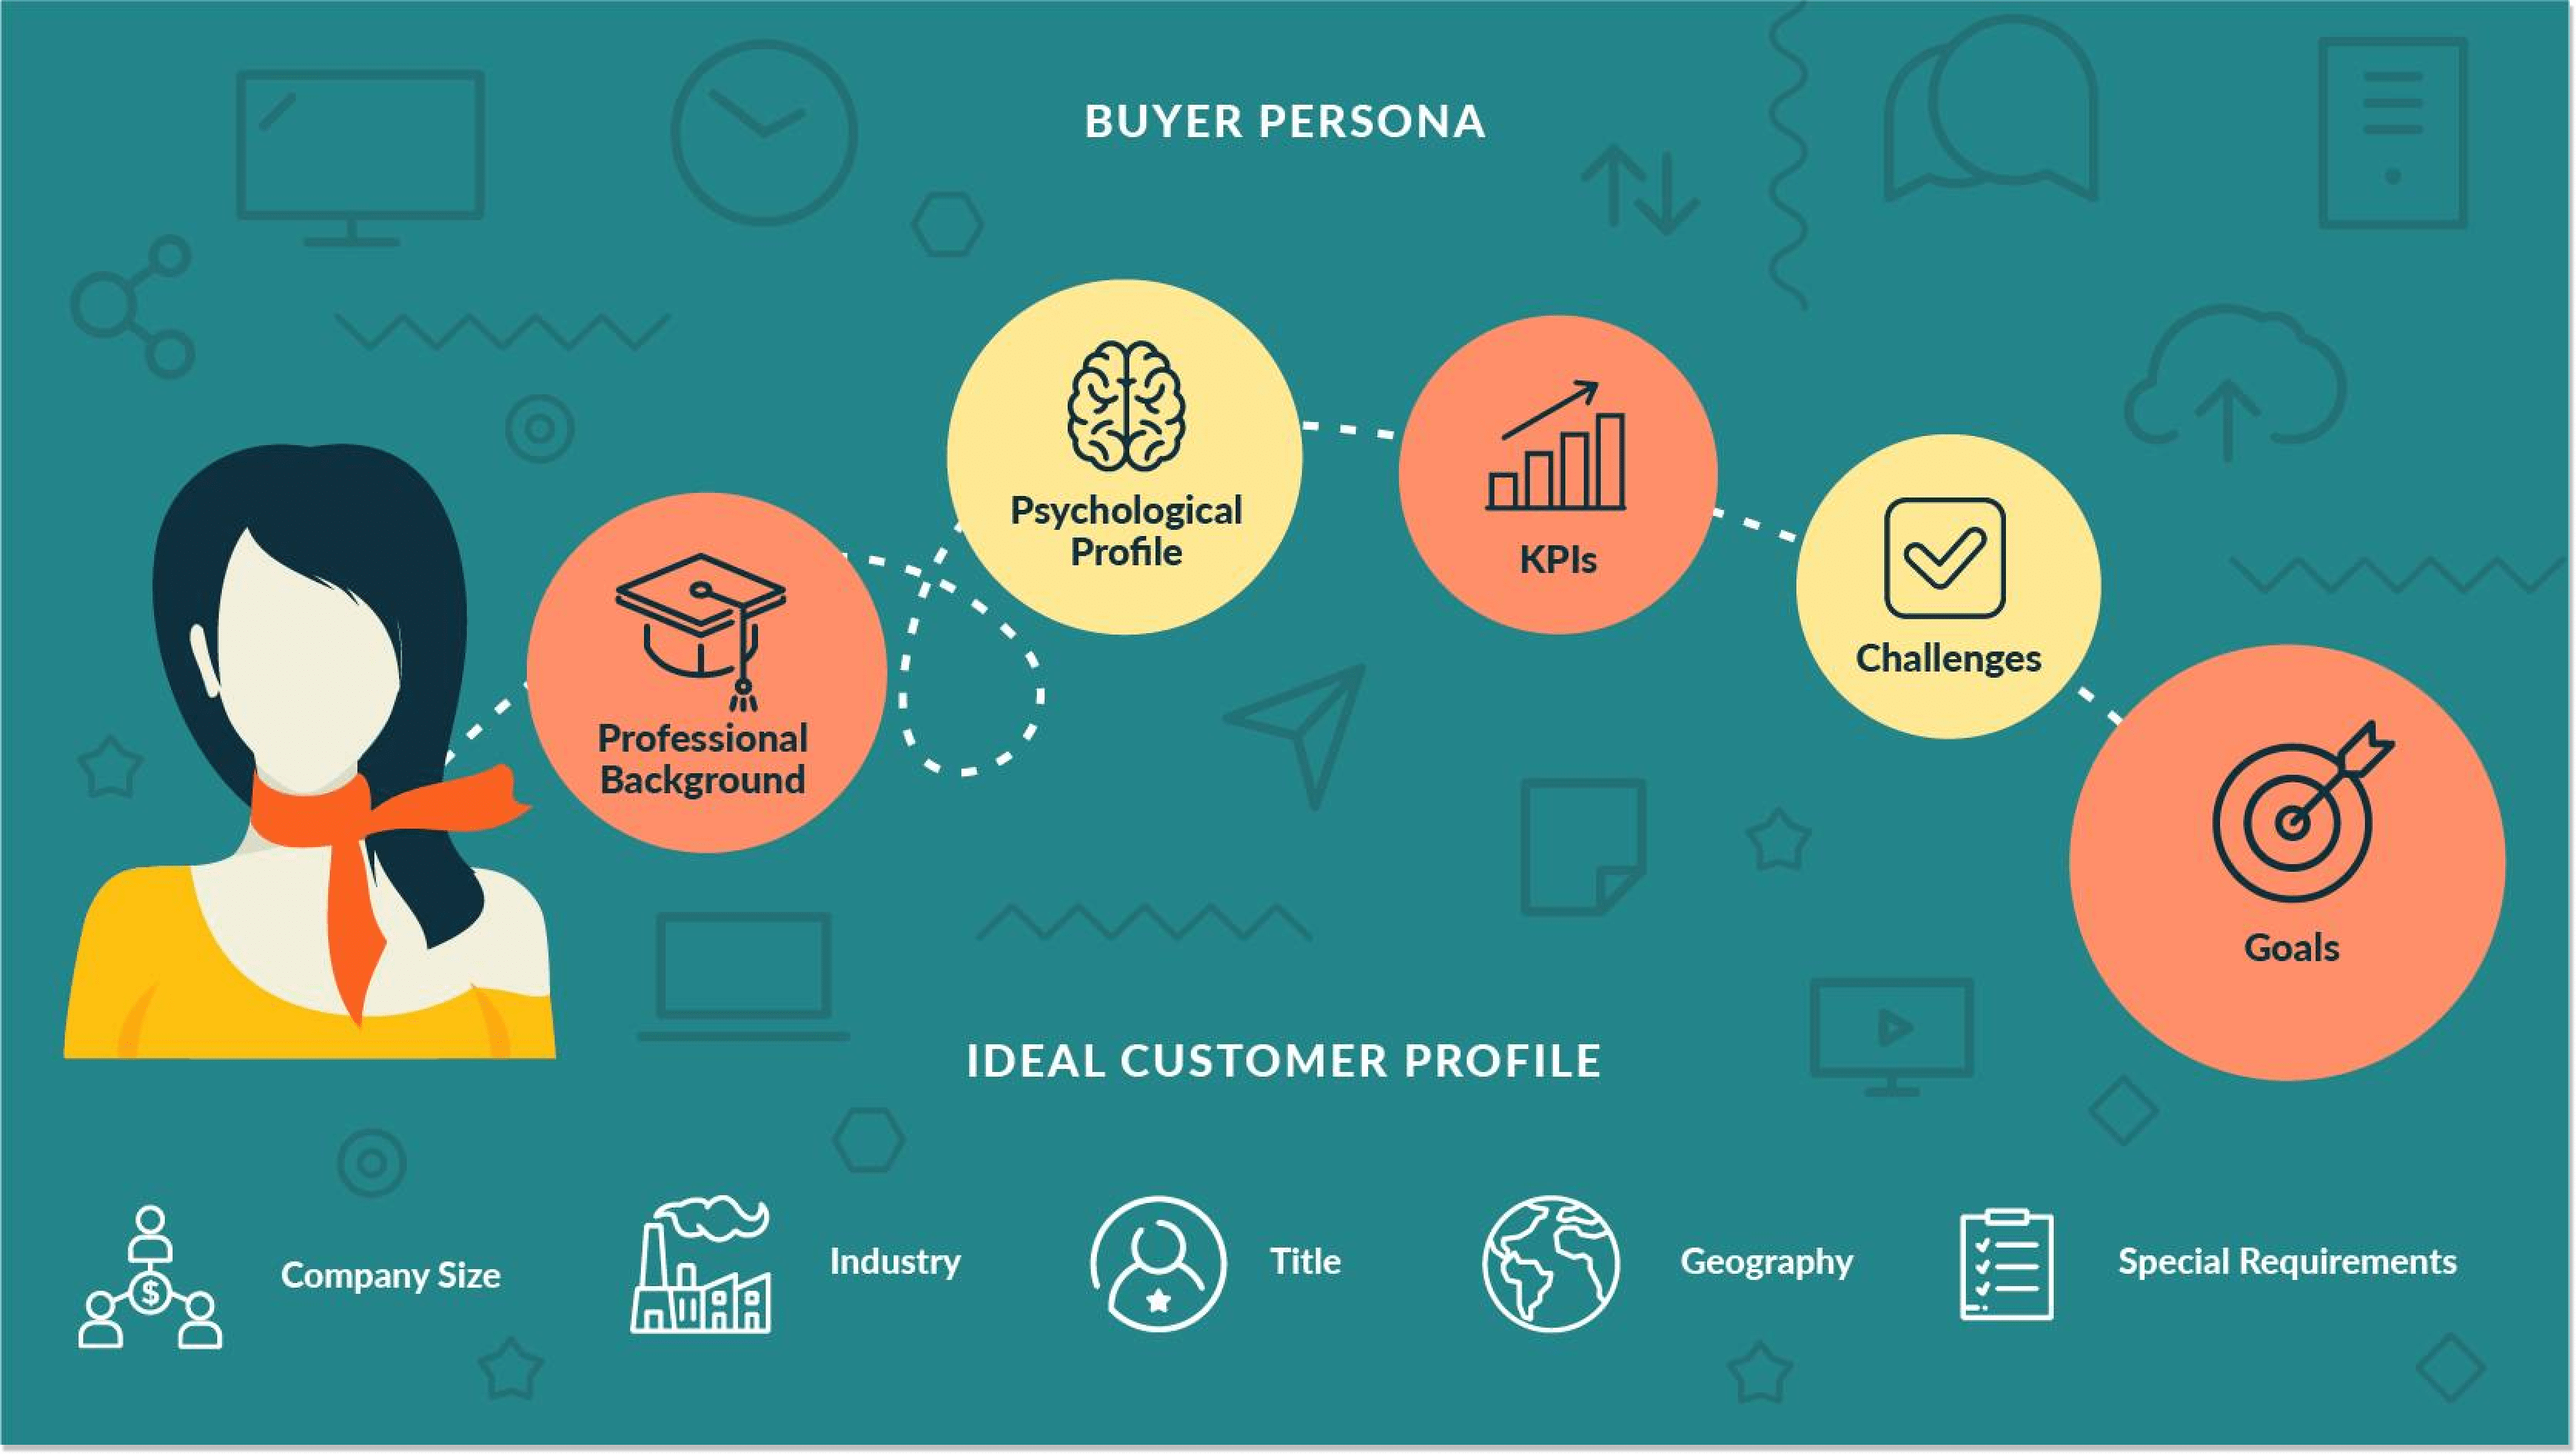 BUYER PERSONA
Psychological
Profile
KPIs
Challenges
Professional
Background
Goals
IDEAL CUSTOMER PROFILE
Company Size
Industry
Title
Geography
Special Requirements
$